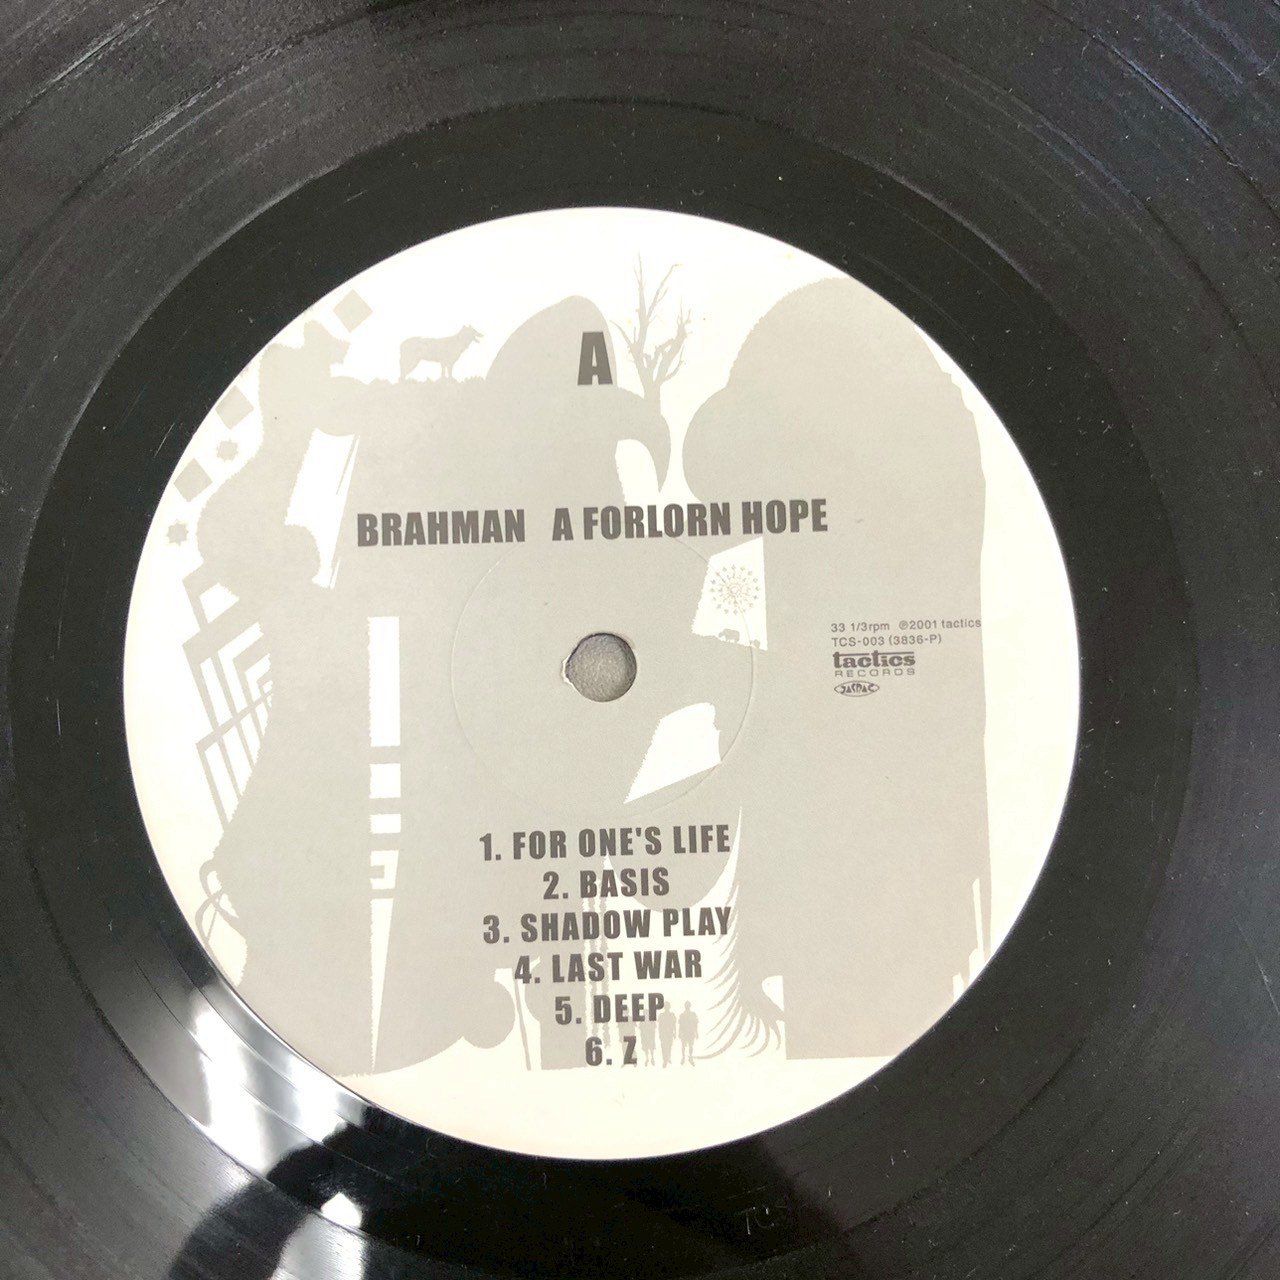 A
BRAHMAN A FORLORN HOPE
33 1/3rpm ℗2001 tactics
TCS-003 (3836-P)
tactics
RECORDS
JASRAC
1. FOR ONE'S LIFE
2. BASIS
3. SHADOW PLAY
4. LAST WAR
5. DEEP
6. Z